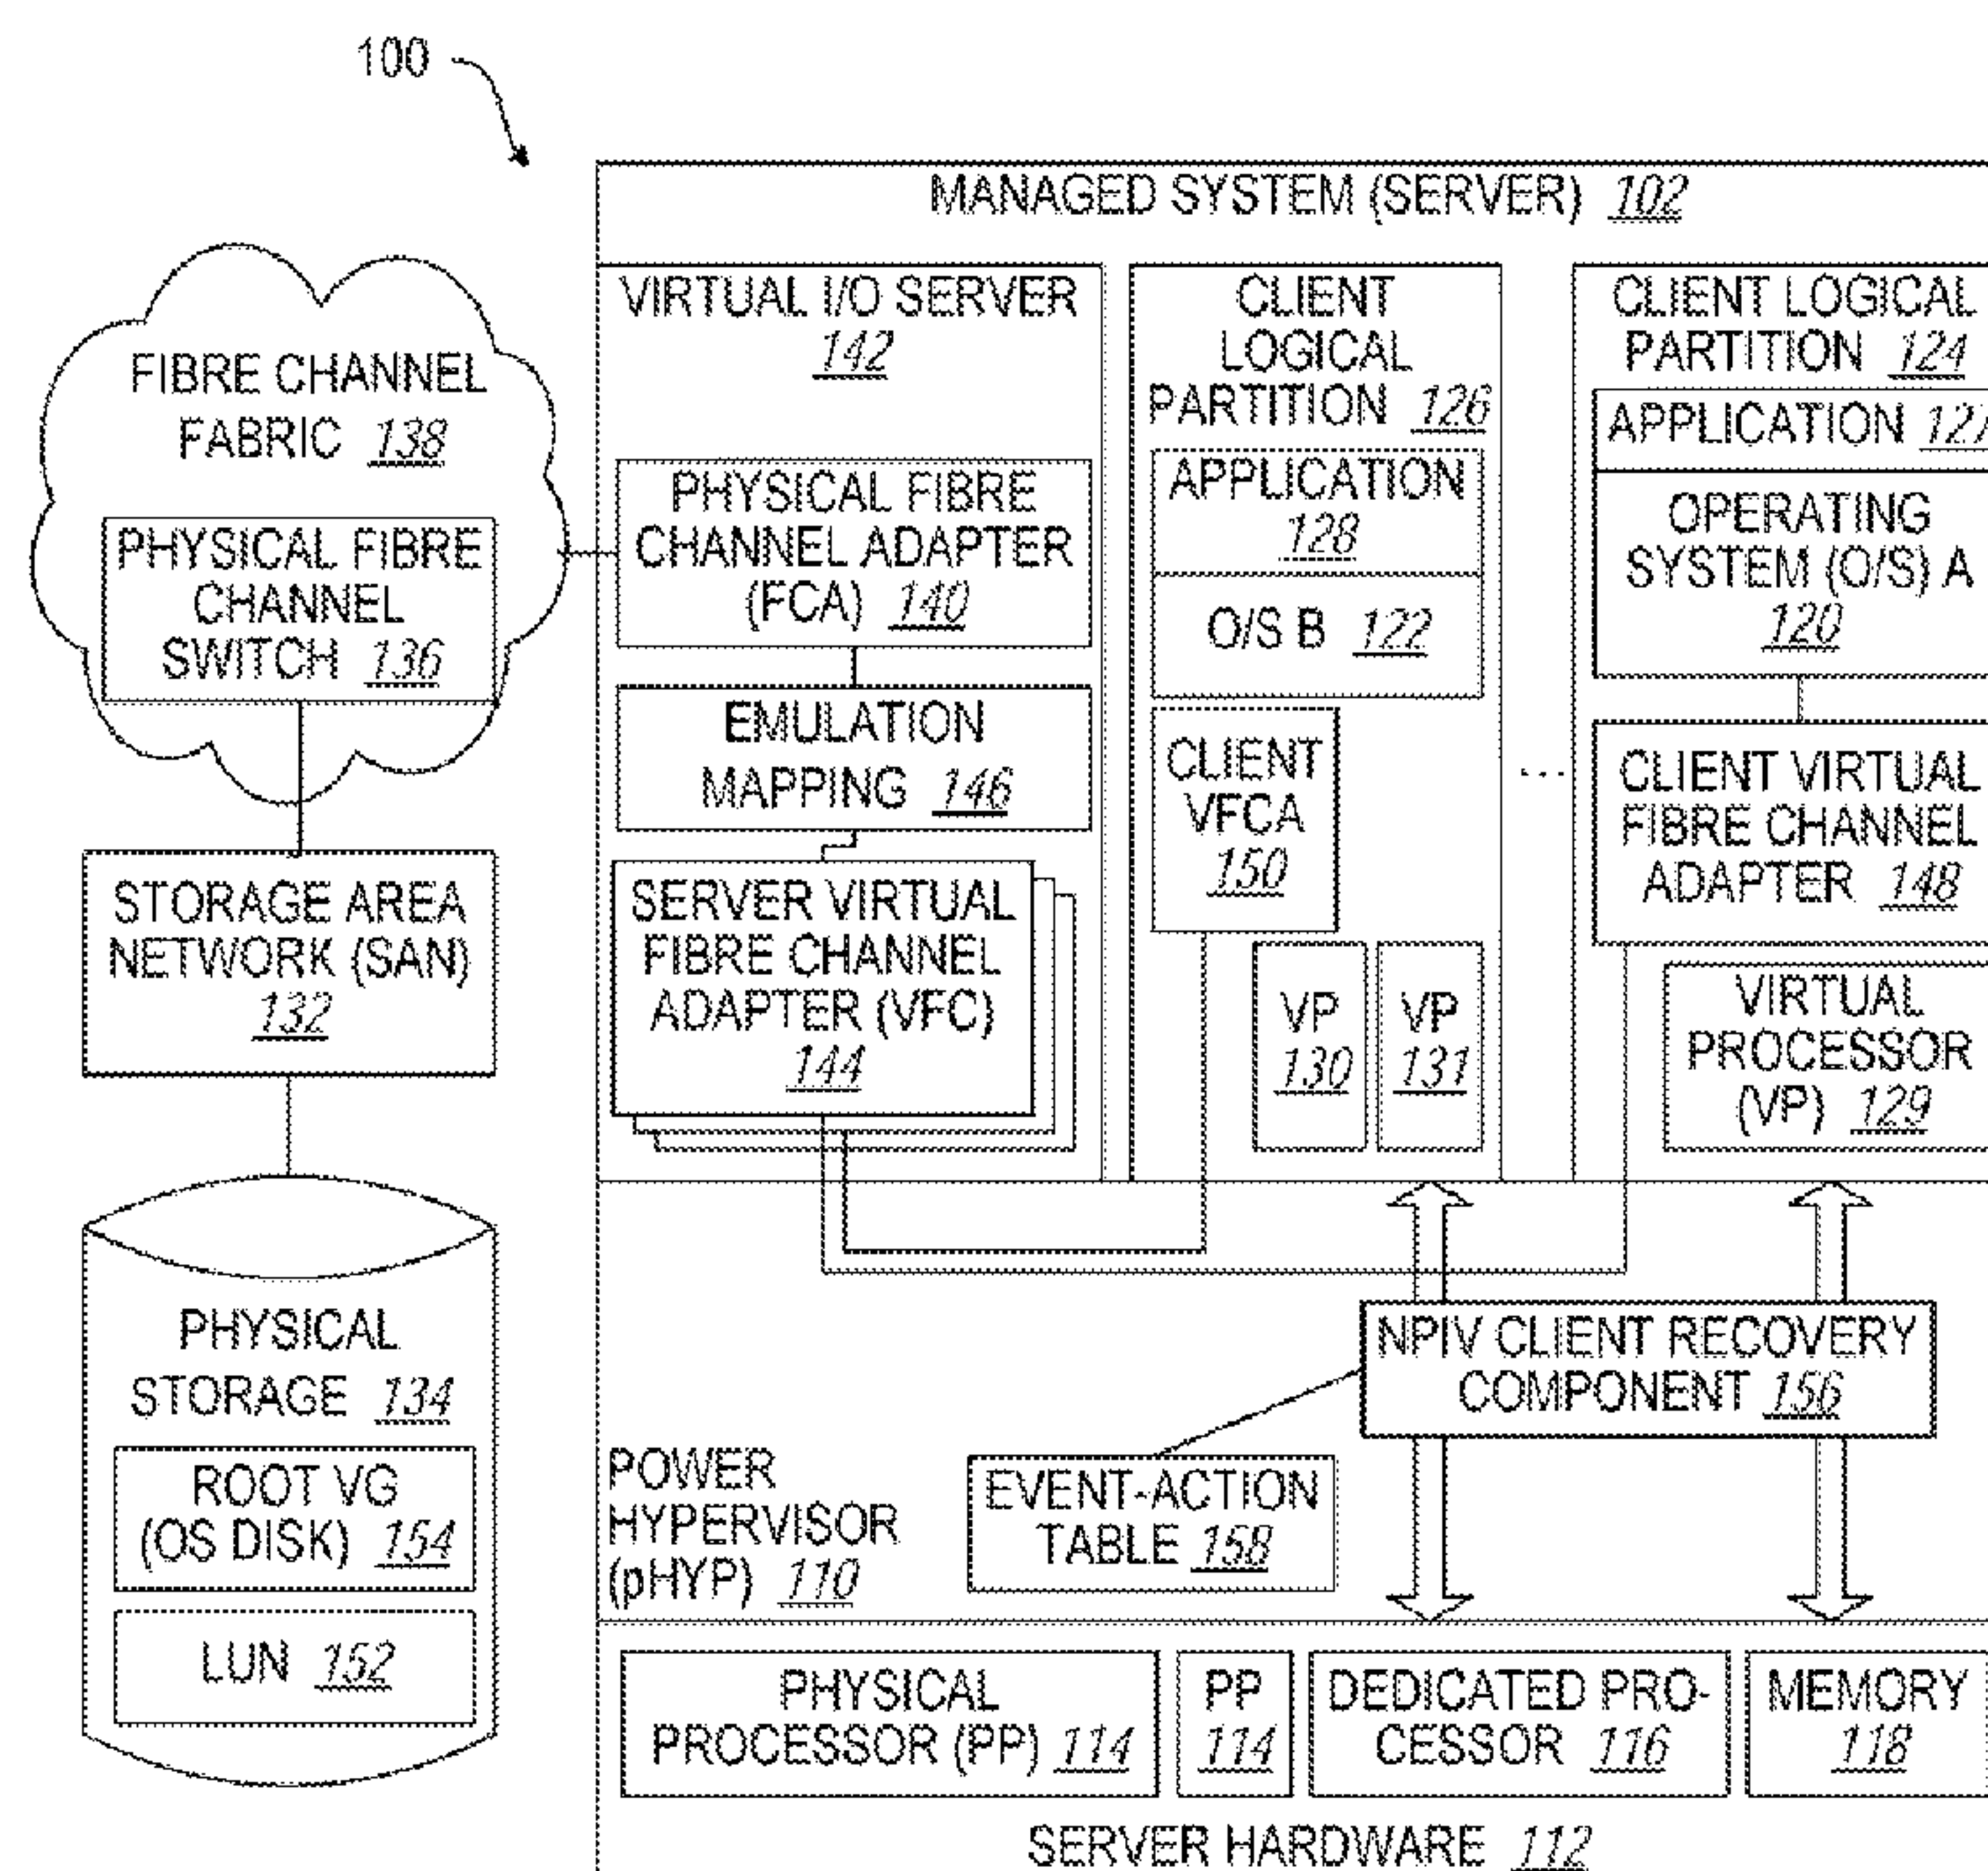 100
MANAGED SYSTEM (SERVER) 102
FIBRE CHANNEL
FABRIC 138
PHYSICAL FIBRE
CHANNEL
SWITCH 136
STORAGE AREA
NETWORK (SAN)
132
PHYSICAL
STORAGE 134
ROOT VG
(OS DISK) 154
LUN 152
VIRTUAL I/O SERVER
142
PHYSICAL FIBRE
CHANNEL ADAPTER
(FCA) 140
EMULATION
MAPPING 146
SERVER VIRTUAL
FIBRE CHANNEL
ADAPTER (VFC)
144
CLIENT
LOGICAL
PARTITION 126
APPLICATION
128
O/S B 122
CLIENT
VFCA
150
VP
130
VP
131
...
CLIENT LOGICAL
PARTITION 124
APPLICATION 127
OPERATING
SYSTEM (O/S) A
120
CLIENT VIRTUAL
FIBRE CHANNEL
ADAPTER 148
VIRTUAL
PROCESSOR
(VP) 129
NPIV CLIENT RECOVERY
COMPONENT 156
EVENT-ACTION
TABLE 158
POWER
HYPERVISOR
(pHYP) 110
PHYSICAL
PROCESSOR (PP) 114
PP
114
DEDICATED PRO-
CESSOR 116
MEMORY
118
SERVER HARDWARE 112